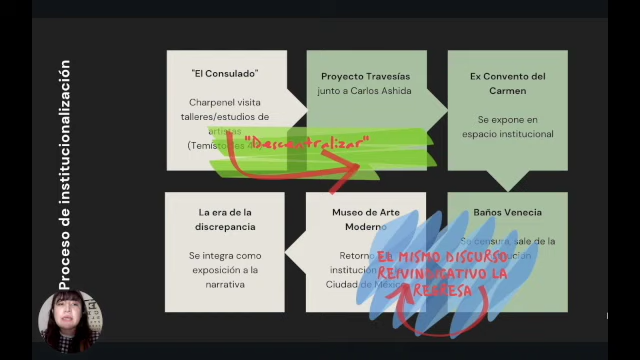 Proceso de institucionalización
"El Consulado"
Charpenel visita
talleres/estudios de
artistas
(Temístocles 4
"Descentralizar"
Proyecto Travesías
junto a Carlos Ashida
Ex Convento del
Carmen
Se expone en
espacio institucional
La era de la
discrepancia
Se integra como
exposición a la
narrativa
Museo de Arte
Moderno
Retorno
institución
Ciudad de México
Baños Venecia
Se censura, sale de la
EL MISMO DISCURSO
REIVINDICATIVO LA
REGRESA